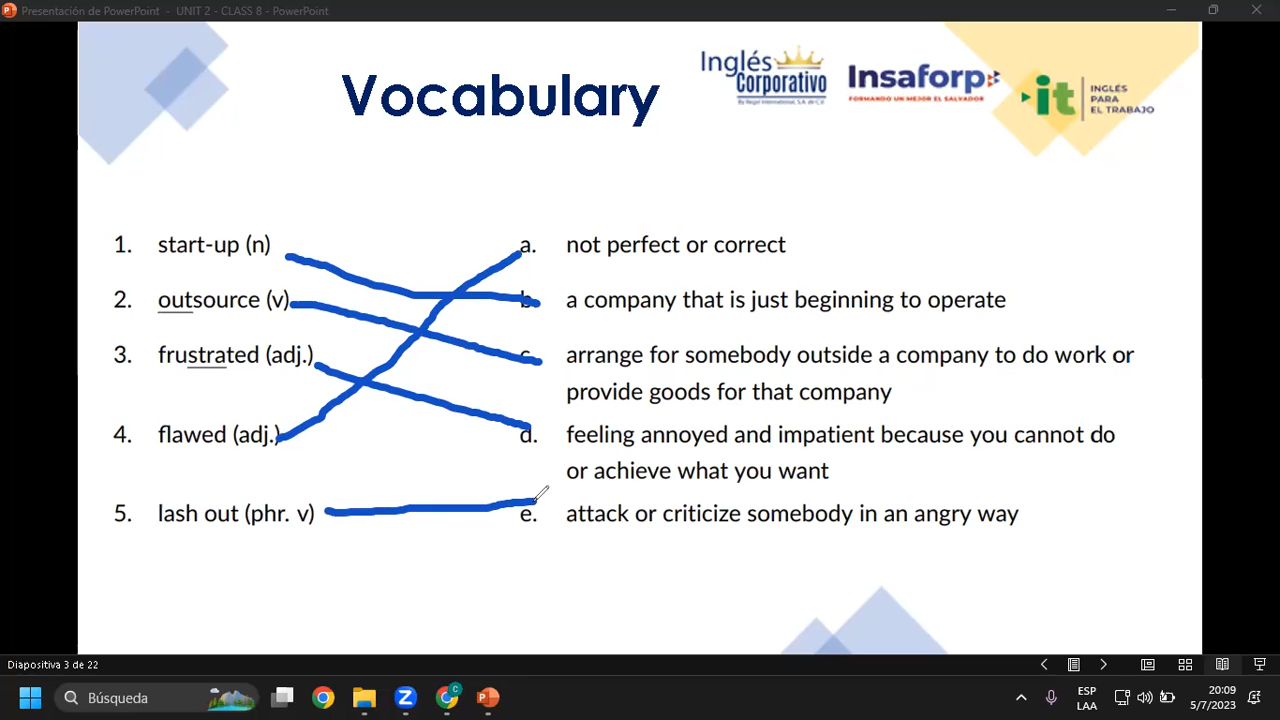 Presentación de PowerPoint - UNIT 2 - CLASS 8 - PowerPoint
Vocabulary
Inglés
Corporativo
By Regal International, S.A. de C.V.
Insaforp
FORMANDO UN MEJOR EL SALVADOR
it
INGLÉS
PARA
EL TRABAJO
1. start-up (n)
a. not perfect or correct
2. outsource (v)
b. a company that is just beginning to operate
3. frustrated (adj.)
c. arrange for somebody outside a company to do work or
provide goods for that company
4. flawed (adj.)
d. feeling annoyed and impatient because you cannot do
or achieve what you want
5. lash out (phr. v)
e. attack or criticize somebody in an angry way
Diapositiva 3 de 22
Búsqueda
C
ESP
LAA
20:09
5/7/2023